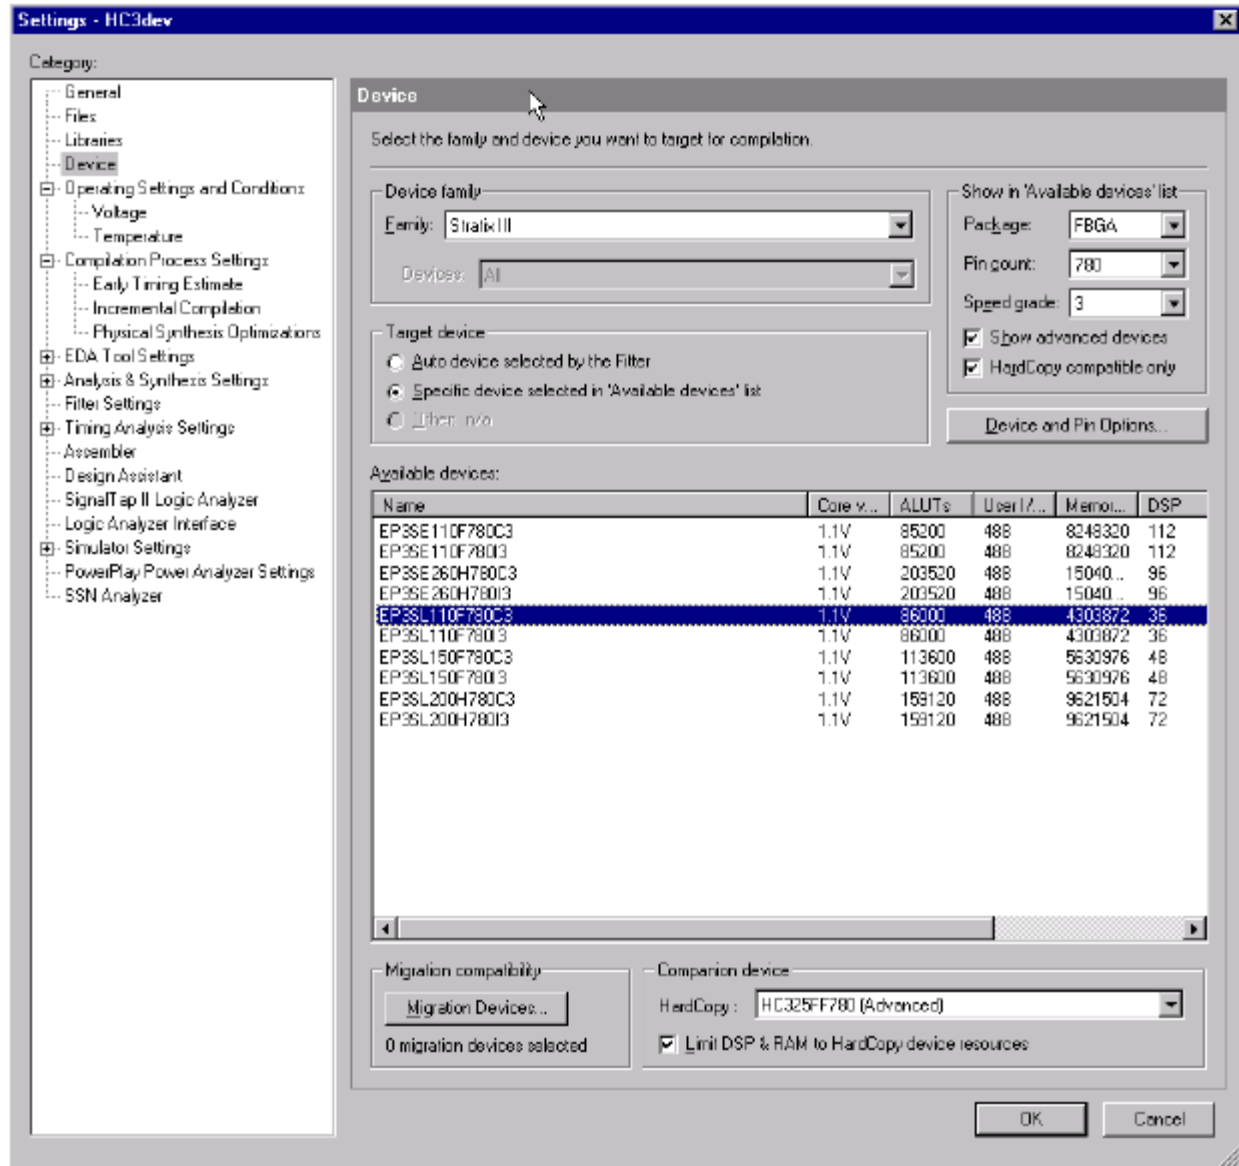 Settings - HC3dev
Category:
General
Files
Libraries
Device
Operating Settings and Conditions
Voltage
Temperature
Compilation Process Settings
Early Timing Estimate
Incremental Compilation
Physical Synthesis Optimizations
EDA Tool Settings
Analysis & Synthesis Settings
Fitter Settings
Timing Analysis Settings
Assembler
Design Assistant
SignalTap II Logic Analyzer
Logic Analyzer Interface
Simulator Settings
PowerPlay Power Analyzer Settings
SSN Analyzer
Device
Select the family and device you want to target for compilation.
Device family
Family: Stratix III
Devices: All
Target device
Auto device selected by the Fitter
Specific device selected in 'Available devices' list
Other: n/a
Show in 'Available devices' list
Package: FBGA
Pin count: 780
Speed grade: 3
Show advanced devices
HardCopy compatible only
Device and Pin Options...
Available devices:
Name Core v... ALUTs User I/... Memor... DSP
EP3SE110F780C3 1.1V 85200 488 8248320 112
EP3SE110F780I3 1.1V 85200 488 8248320 112
EP3SE260H780C3 1.1V 203520 488 15040... 96
EP3SE260H780I3 1.1V 203520 488 15040... 96
EP3SL110F780C3 1.1V 86000 488 4303872 36
EP3SL110F780I3 1.1V 86000 488 4303872 36
EP3SL150F780C3 1.1V 113600 488 5630976 48
EP3SL150F780I3 1.1V 113600 488 5630976 48
EP3SL200H780C3 1.1V 159120 488 9621504 72
EP3SL200H780I3 1.1V 159120 488 9621504 72
Migration compatibility
Migration Devices...
0 migration devices selected
Companion device
HardCopy : HC325FF780 (Advanced)
Limit DSP & RAM to HardCopy device resources
OK
Cancel